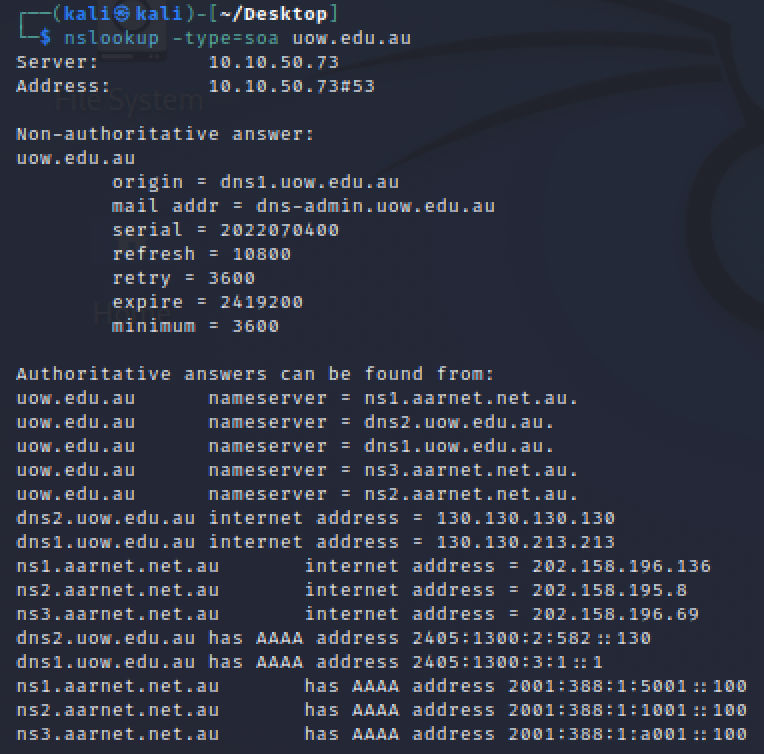 ┌──(kali㉿kali)-[~/Desktop]
└─$ nslookup -type=soa uow.edu.au
Server:         10.10.50.73
Address:        10.10.50.73#53
File System
Non-authoritative answer:
uow.edu.au
        origin = dns1.uow.edu.au
        mail addr = dns-admin.uow.edu.au
        serial = 2022070400
        refresh = 10800
        retry = 3600
        expire = 2419200
Home
        minimum = 3600
Authoritative answers can be found from:
uow.edu.au      nameserver = ns1.aarnet.net.au.
uow.edu.au      nameserver = dns2.uow.edu.au.
uow.edu.au      nameserver = dns1.uow.edu.au.
uow.edu.au      nameserver = ns3.aarnet.net.au.
uow.edu.au      nameserver = ns2.aarnet.net.au.
dns2.uow.edu.au internet address = 130.130.130.130
dns1.uow.edu.au internet address = 130.130.213.213
ns1.aarnet.net.au       internet address = 202.158.196.136
ns2.aarnet.net.au       internet address = 202.158.195.8
ns3.aarnet.net.au       internet address = 202.158.196.69
dns2.uow.edu.au has AAAA address 2405:1300:2:582::130
dns1.uow.edu.au has AAAA address 2405:1300:3:1::1
ns1.aarnet.net.au       has AAAA address 2001:388:1:5001::100
ns2.aarnet.net.au       has AAAA address 2001:388:1:1001::100
ns3.aarnet.net.au       has AAAA address 2001:388:1:a001::100